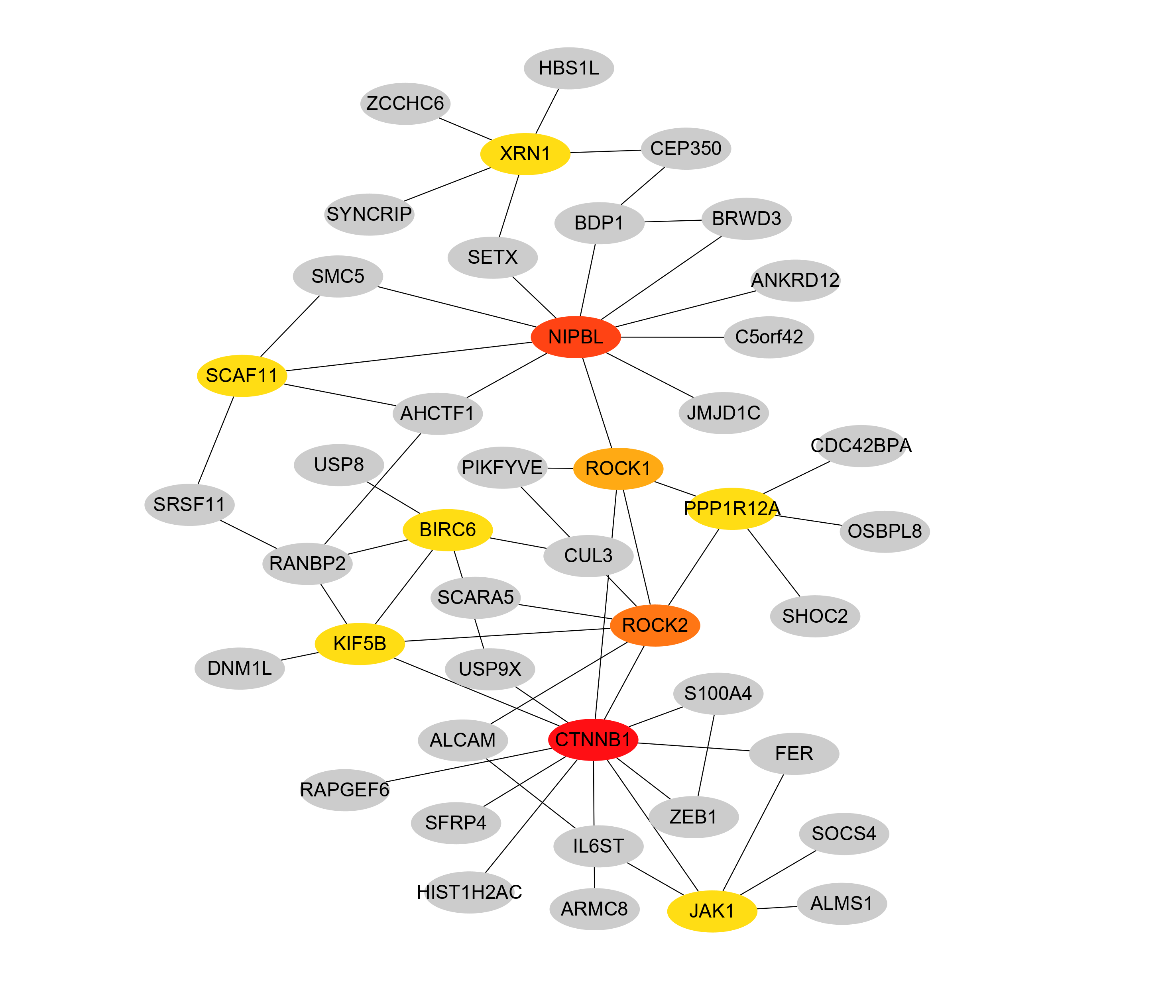 HBS1L
ZCCHC6
XRN1
CEP350
SYNCRIP
BDP1
BRWD3
SETX
SMC5
ANKRD12
NIPBL
C5orf42
SCAF11
AHCTF1
JMJD1C
CDC42BPA
USP8
PIKFYVE
ROCK1
SRSF11
PPP1R12A
BIRC6
OSBPL8
RANBP2
CUL3
SCARA5
SHOC2
ROCK2
KIF5B
DNM1L
USP9X
S100A4
ALCAM
CTNNB1
FER
RAPGEF6
SFRP4
ZEB1
SOCS4
IL6ST
HIST1H2AC
ARMC8
JAK1
ALMS1